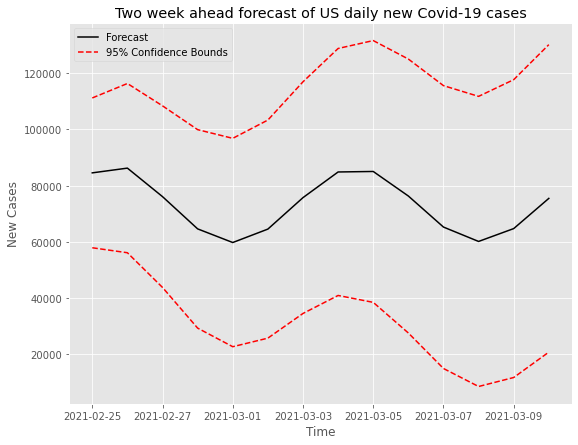 Two week ahead forecast of US daily new Covid-19 cases
Forecast
95% Confidence Bounds
120000
100000
80000
60000
40000
20000
New Cases
2021-02-25 2021-02-27 2021-03-01 2021-03-03 2021-03-05 2021-03-07 2021-03-09
Time